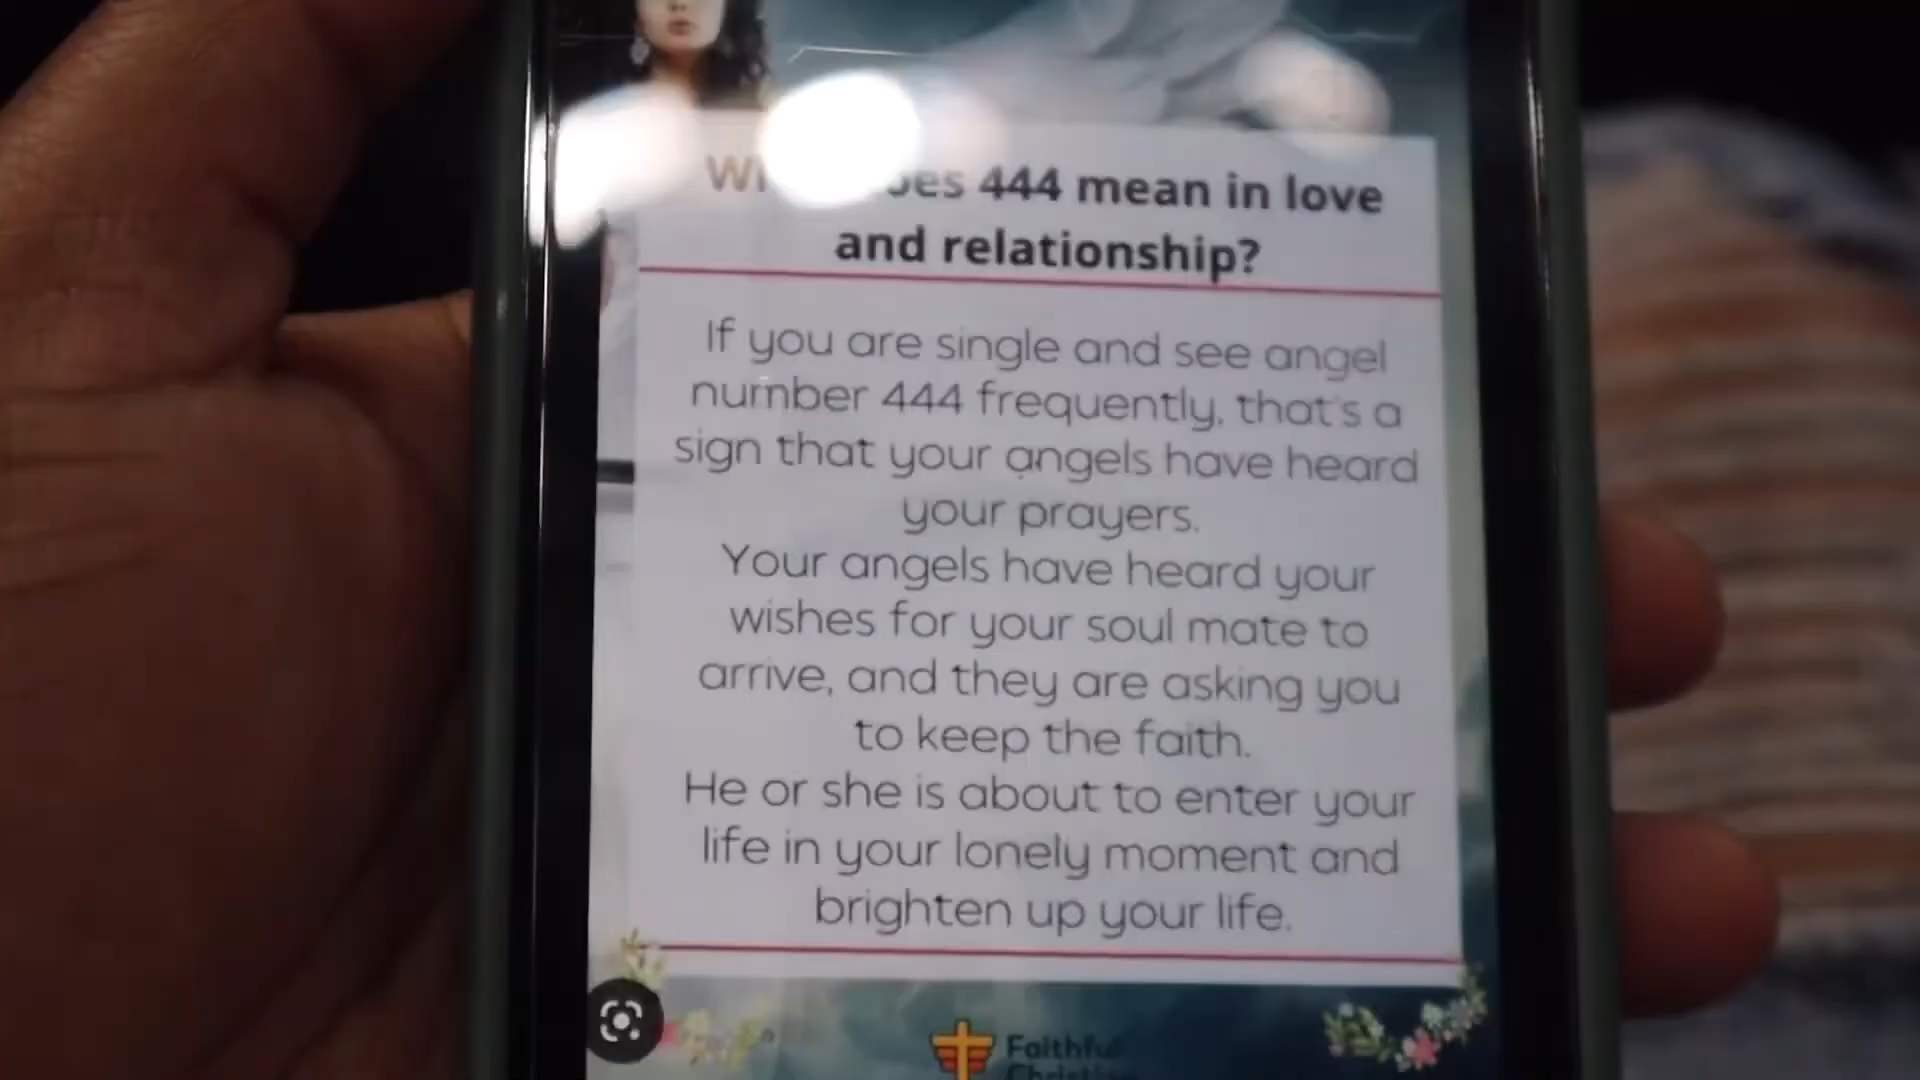 444 mean in love
and relationship?
If you are single and see angel
number 444 frequently, that's a
sign that your angels have heard
your prayers.
Your angels have heard your
wishes for your soul mate to
arrive, and they are asking you
to keep the faith.
He or she is about to enter your
life in your lonely moment and
brighten up your life.